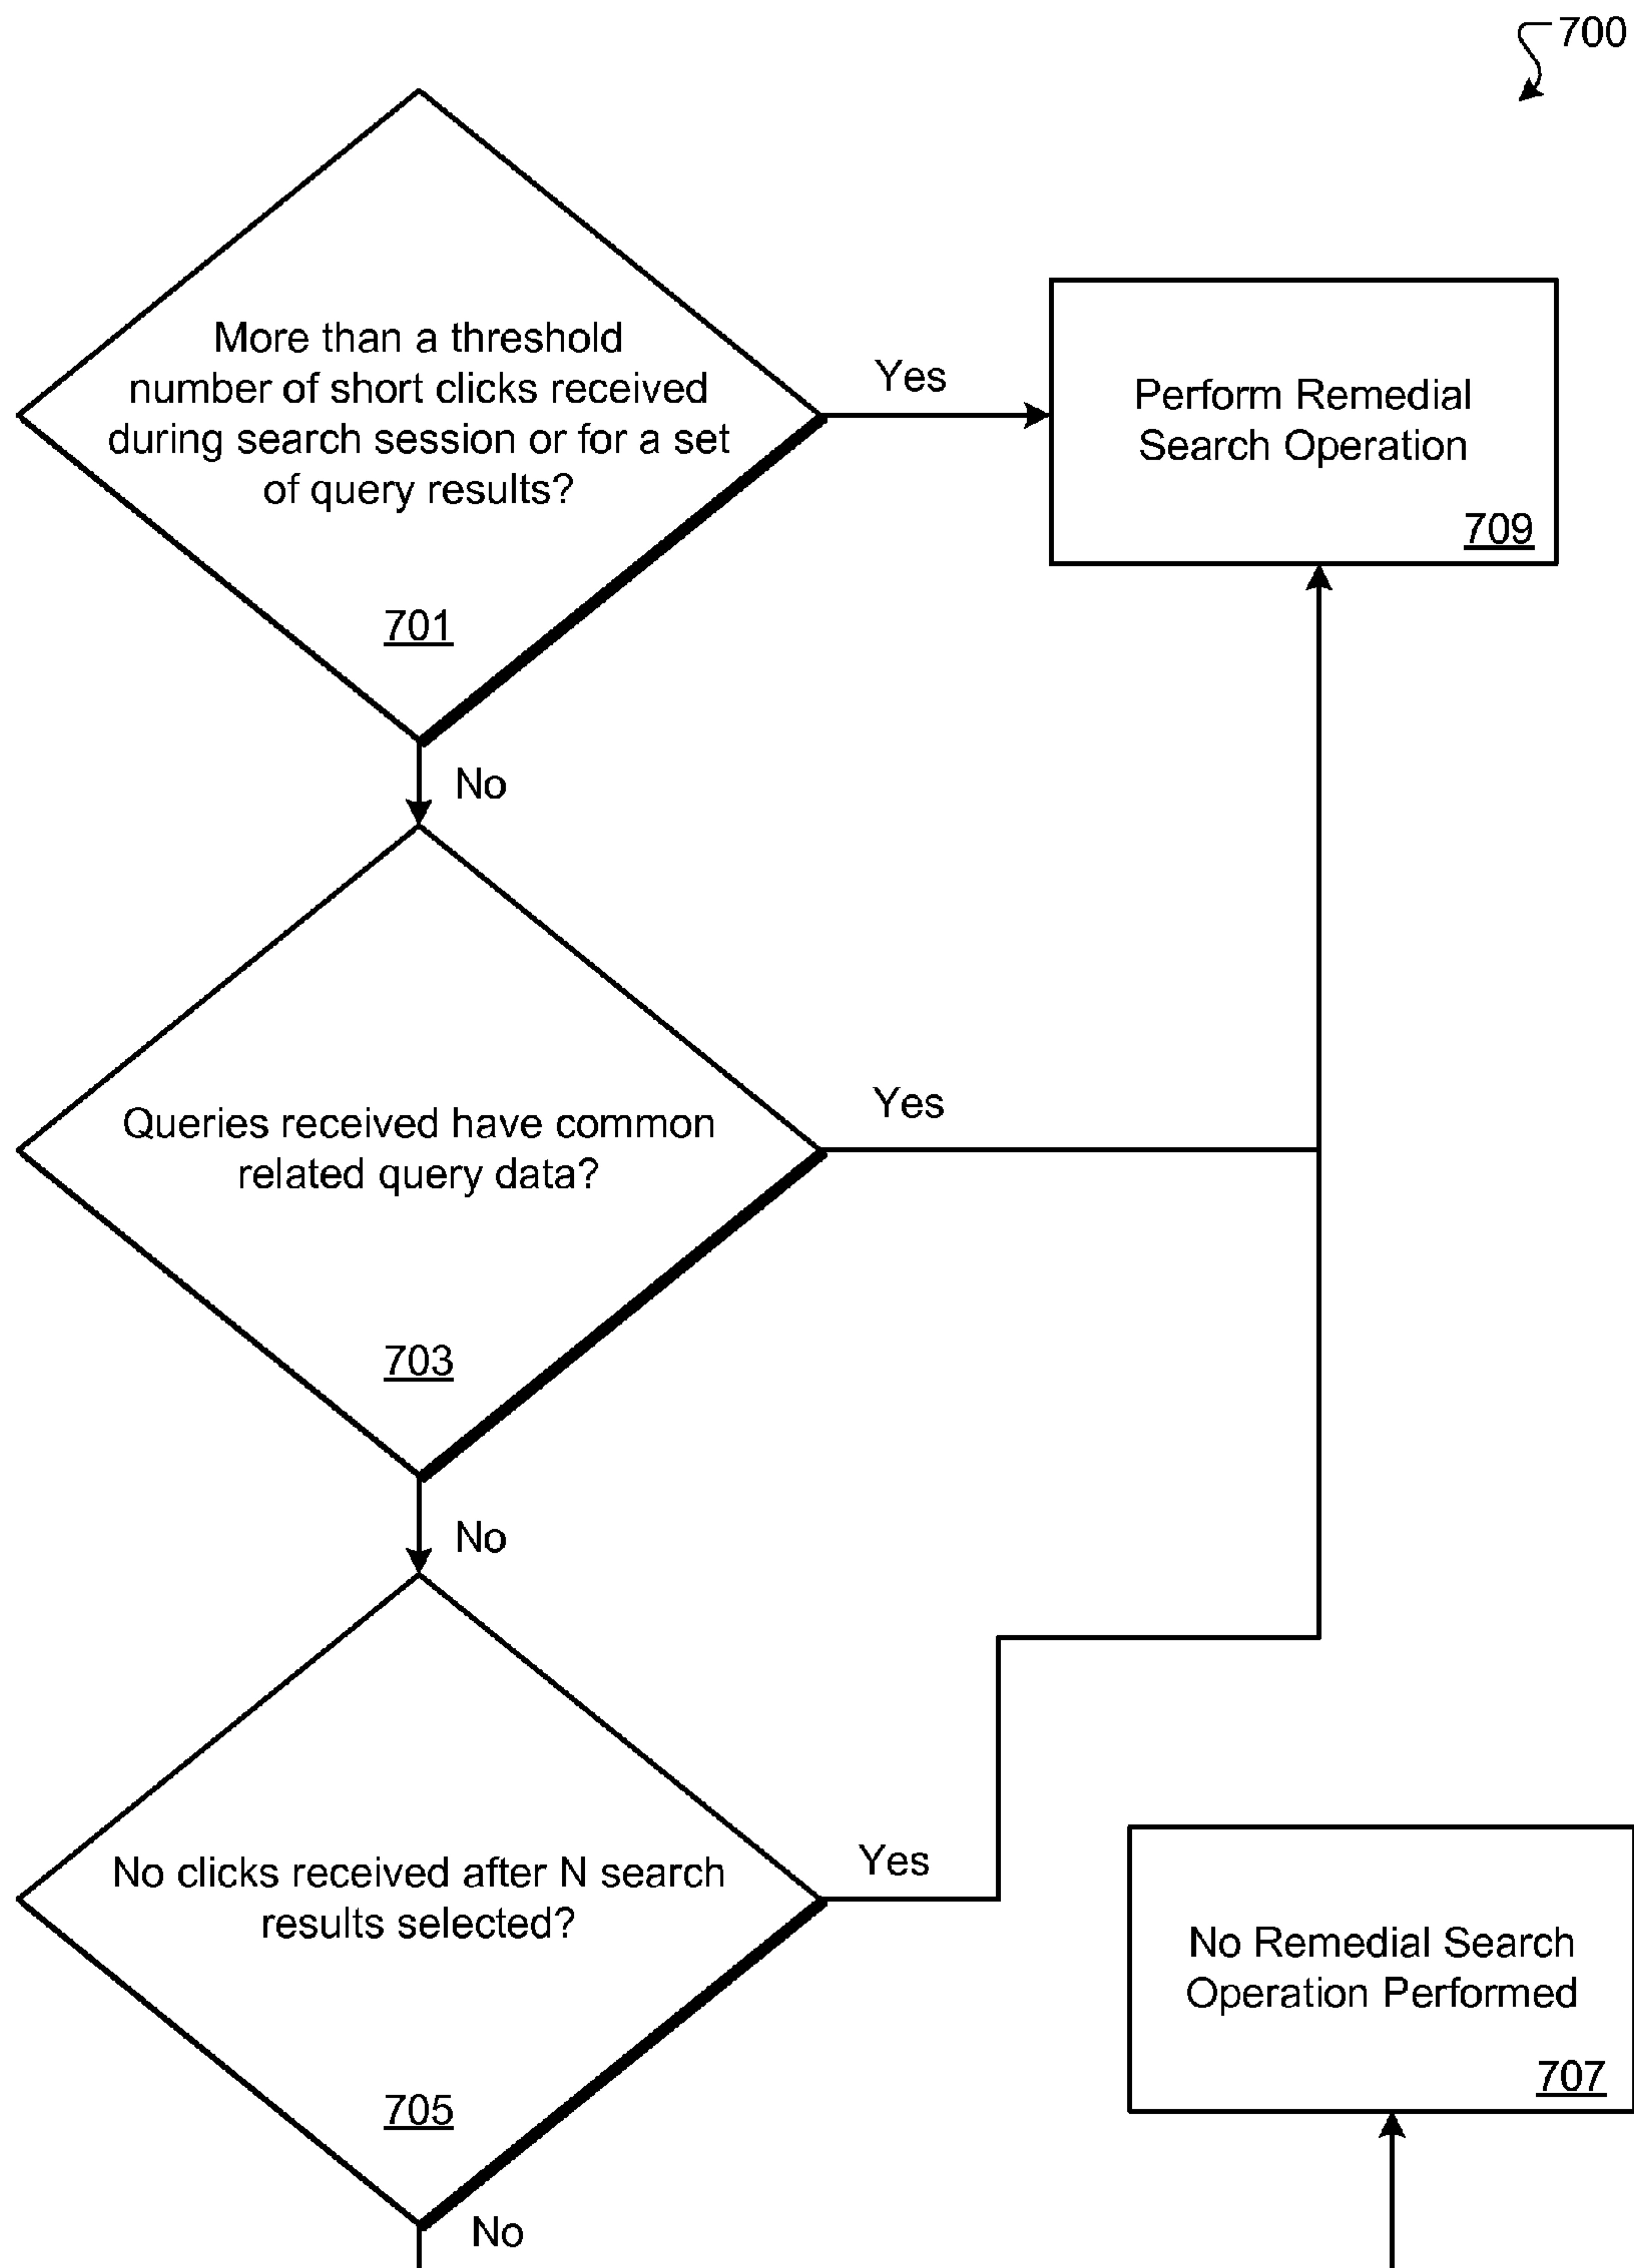 700
More than a threshold
number of short clicks received
during search session or for a set
of query results?
701
Yes
Perform Remedial
Search Operation
709
No
Queries received have common
related query data?
703
Yes
No
No clicks received after N search
results selected?
705
Yes
No Remedial Search
Operation Performed
707
No